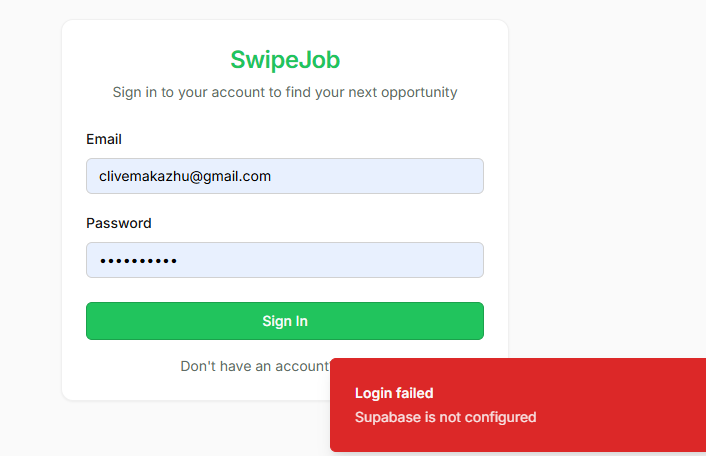 SwipeJob
Sign in to your account to find your next opportunity
Email
clivemakazhu@gmail.com
Password
••••••••••
Sign In
Don't have an account
Login failed
Supabase is not configured